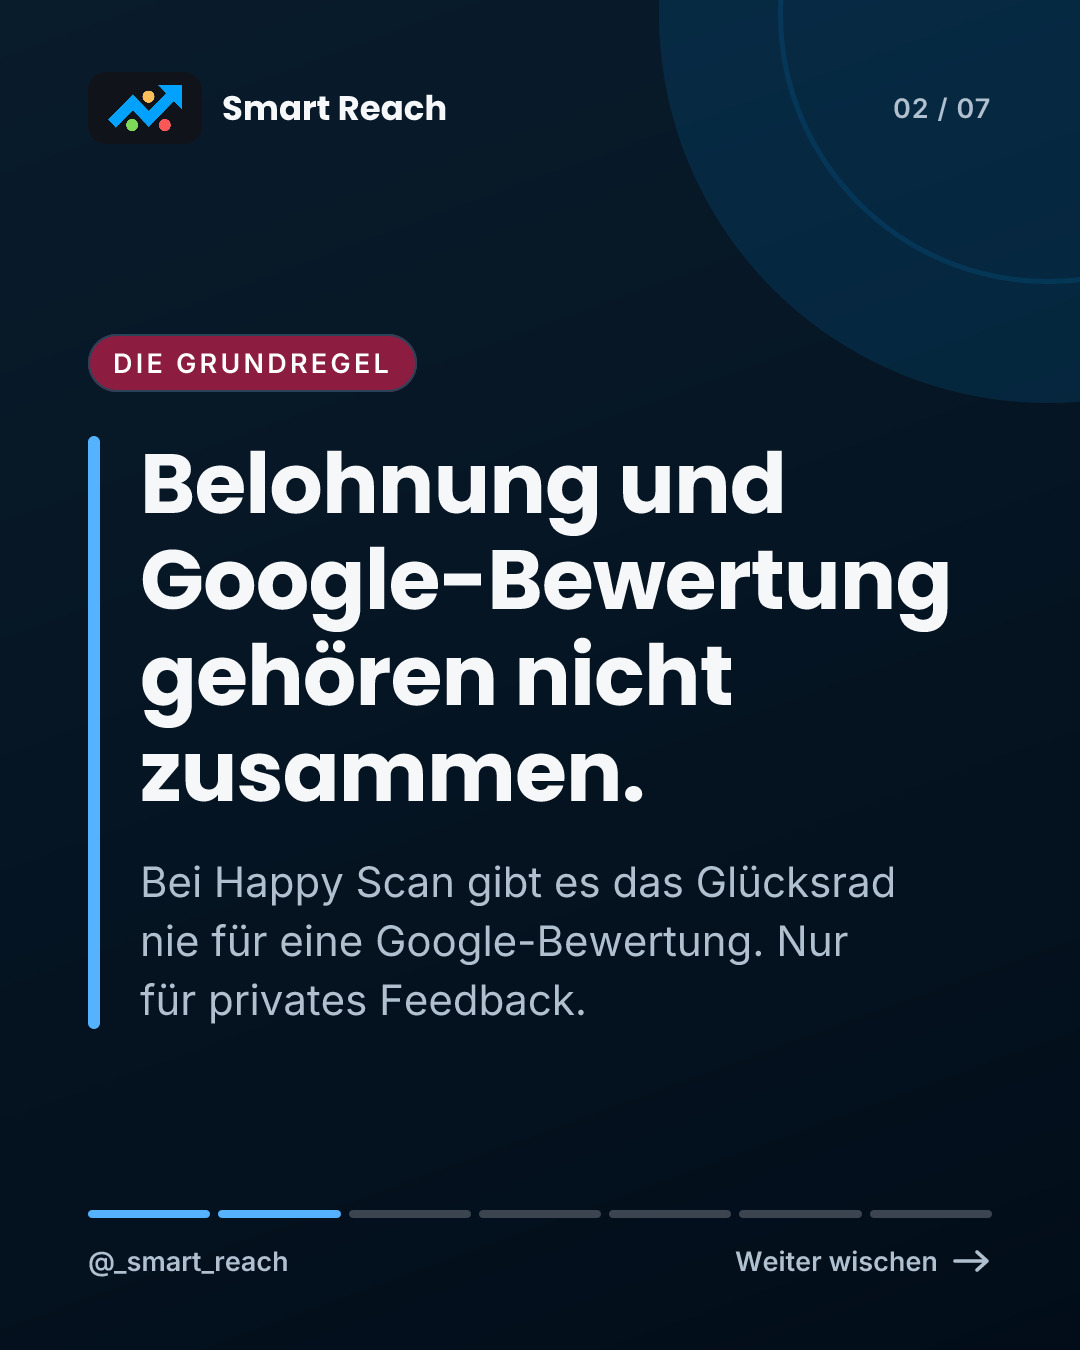 Smart Reach
02 / 07
DIE GRUNDREGEL
Belohnung und
Google-Bewertung
gehören nicht
zusammen.
Bei Happy Scan gibt es das Glücksrad
nie für eine Google-Bewertung. Nur
für privates Feedback.
@_smart_reach
Weiter wischen →